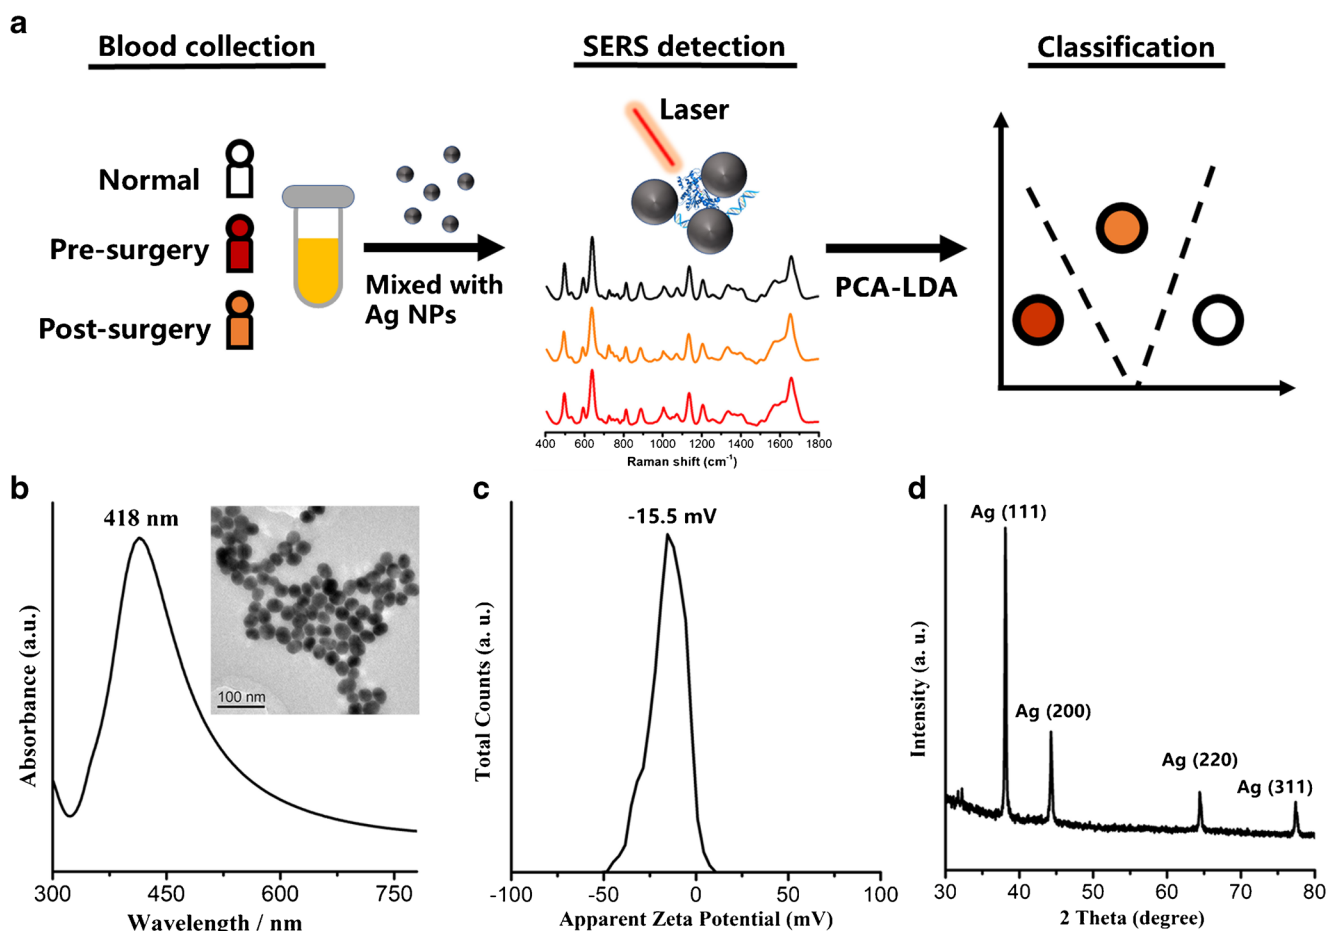 a
Blood collection
SERS detection
Classification
Laser
Normal
Pre-surgery
Post-surgery
Mixed with
Ag NPs
PCA-LDA
400 600 800 1000 1200 1400 1600 1800
Raman shift (cm⁻¹)
b
418 nm
100 nm
Absorbance (a.u.)
300 450 600 750
Wavelength / nm
c
-15.5 mV
Total Counts (a. u.)
-100 -50 0 50 100
Apparent Zeta Potential (mV)
d
Ag (111)
Ag (200)
Ag (220)
Ag (311)
Intensity (a. u.)
30 40 50 60 70 80
2 Theta (degree)